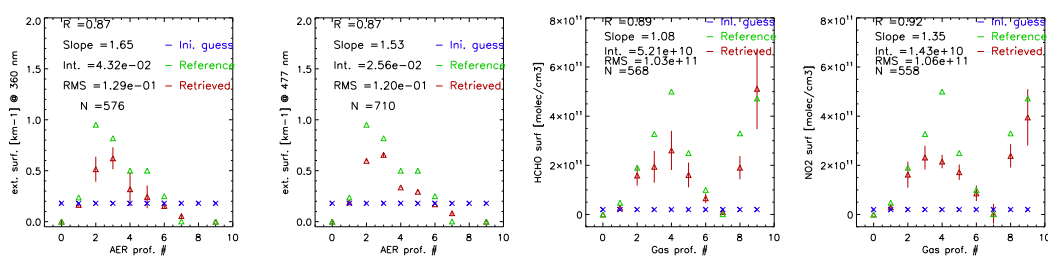 R =0.87
Slope =1.65
Int. =4.32e-02
RMS =1.29e-01
N =576
Ini. guess
Reference
Retrieved
ext. surf. [km-1] @ 360 nm
2.0
1.5
1.0
0.5
0.0
0 2 4 6 8 10
AER prof. #
R =0.87
Slope =1.53
Int. =2.56e-02
RMS =1.20e-01
N =710
Ini. guess
Reference
Retrieved
ext. surf. [km-1] @ 477 nm
2.0
1.5
1.0
0.5
0.0
0 2 4 6 8 10
AER prof. #
R =0.89
Slope =1.08
Int. =5.21e+10
RMS =1.03e+11
N =568
Ini. guess
Reference
Retrieved
HCHO surf [molec/cm3]
8×10¹¹
6×10¹¹
4×10¹¹
2×10¹¹
0
0 2 4 6 8 10
Gas prof. #
R =0.92
Slope =1.35
Int. =1.43e+10
RMS =1.06e+11
N =558
Ini. guess
Reference
Retrieved
NO2 surf [molec/cm3]
8×10¹¹
6×10¹¹
4×10¹¹
2×10¹¹
0
0 2 4 6 8 10
Gas prof. #